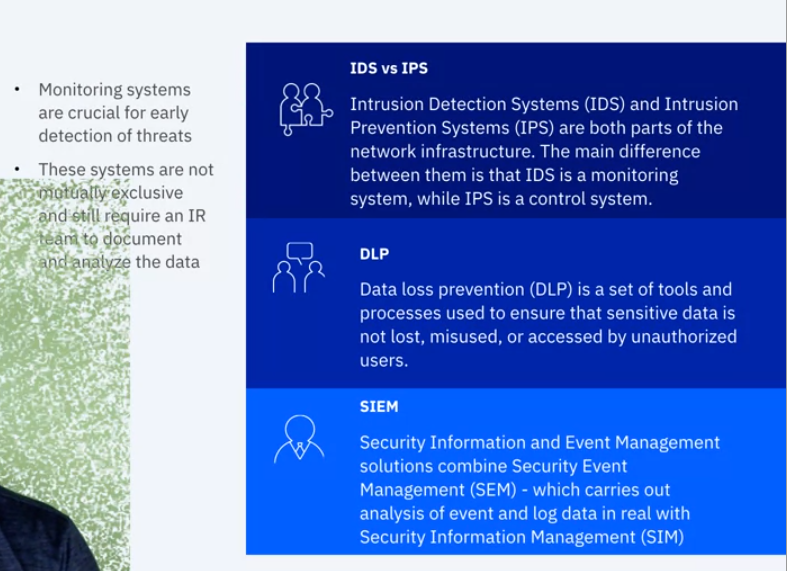 Monitoring systems
are crucial for early
detection of threats
These systems are not
mutually exclusive
and still require an IR
team to document
and analyze the data
IDS vs IPS
Intrusion Detection Systems (IDS) and Intrusion
Prevention Systems (IPS) are both parts of the
network infrastructure. The main difference
between them is that IDS is a monitoring
system, while IPS is a control system.
DLP
Data loss prevention (DLP) is a set of tools and
processes used to ensure that sensitive data is
not lost, misused, or accessed by unauthorized
users.
SIEM
Security Information and Event Management
solutions combine Security Event
Management (SEM) - which carries out
analysis of event and log data in real with
Security Information Management (SIM)